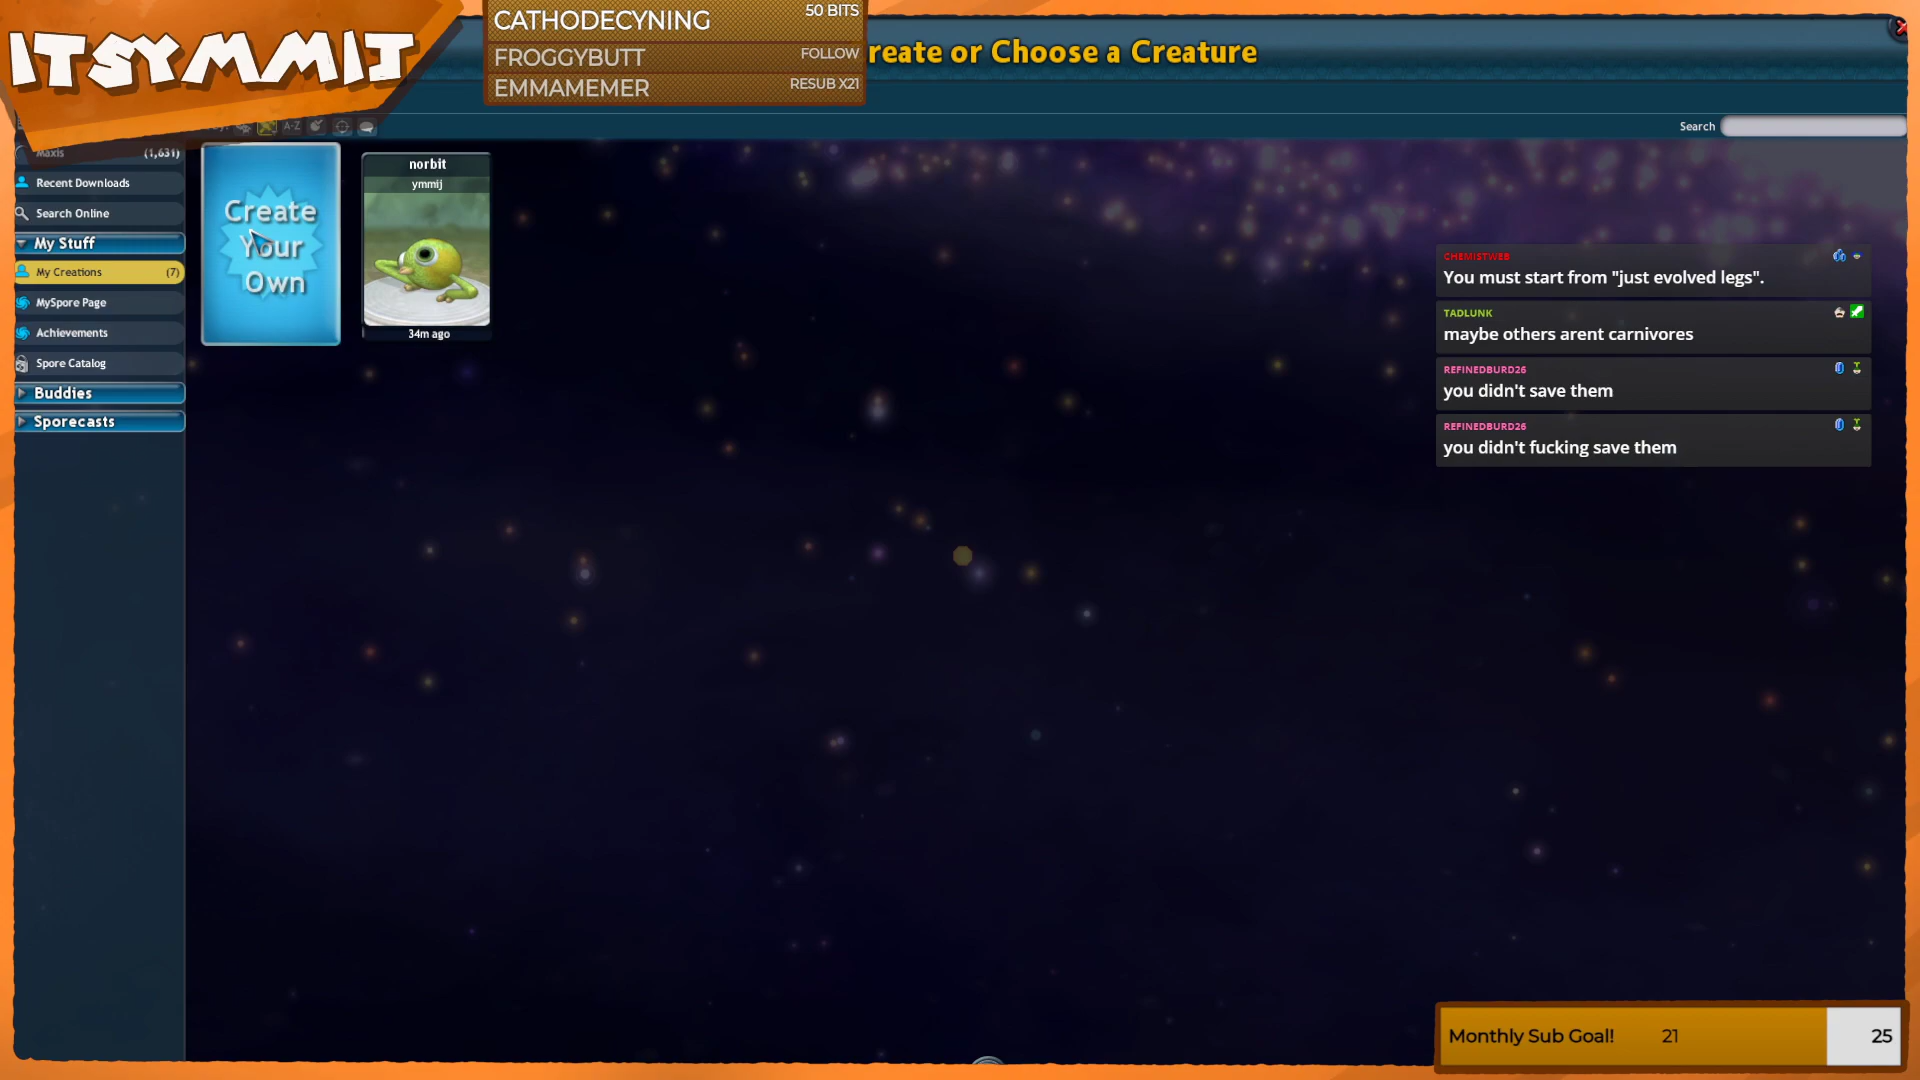 ITSYMMIJ
CATHODECYNING 50 BITS
FROGGYBUTT FOLLOW
EMMAMEMER RESUB X21
reate or Choose a Creature
A-Z
Search
Maxis (1,631)
Recent Downloads
Search Online
My Stuff
My Creations (7)
MySpore Page
Achievements
Spore Catalog
Buddies
Sporecasts
Create
Your
Own
norbit
ymmij
34m ago
CHEMISTWEB
You must start from "just evolved legs".
TADLUNK
maybe others arent carnivores
REFINEDBURD26
you didn't save them
REFINEDBURD26
you didn't fucking save them
Monthly Sub Goal! 21 25